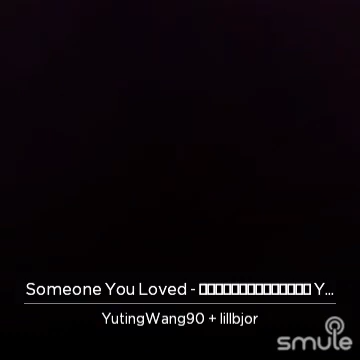 Someone You Loved - □□□□□□□□□□□□□□ Y...
YutingWang90 + lillbjor
smule